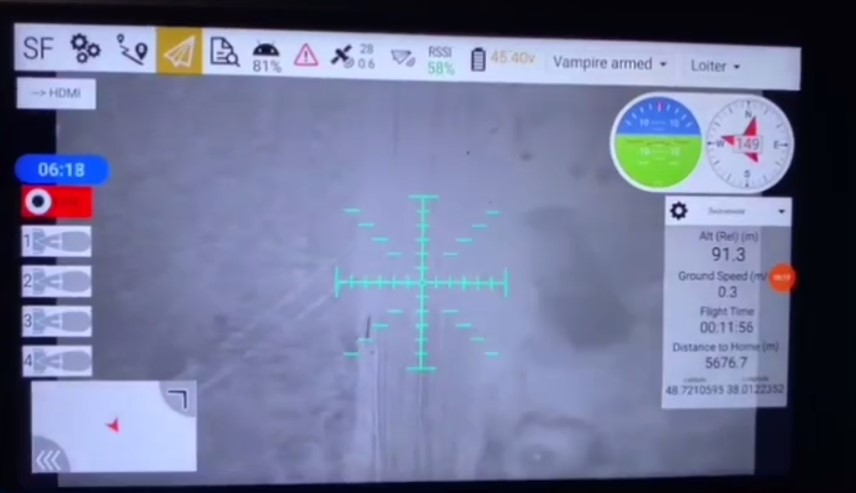 SF
81%
28
0.6
RSSI
58%
45.40v
Vampire armed
Loiter
--> HDMI
06:18
1
2
3
4
10 10
N
W 149 E
S
Alt (Rel) (m)
91.3
Ground Speed (m/
0.3
Flight Time
00:11:56
Distance to Home (m)
5676.7
48.7210595 38.0122352